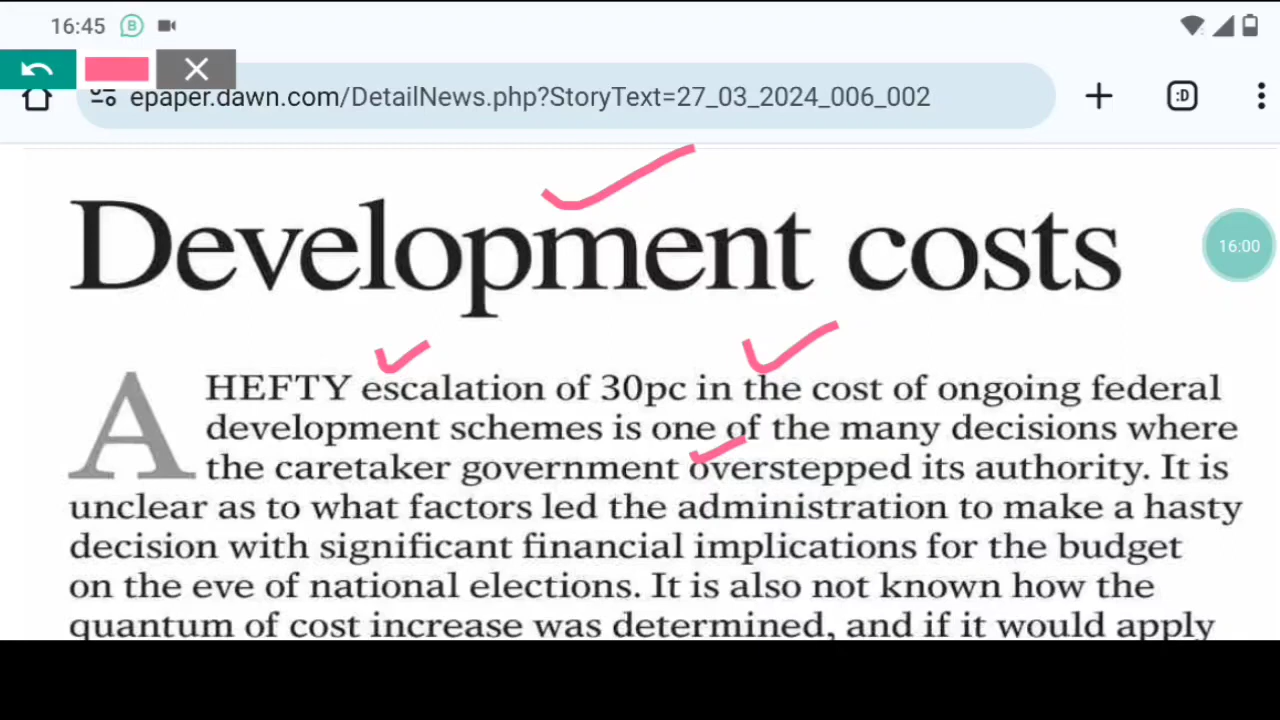 16:45
epaper.dawn.com/DetailNews.php?StoryText=27_03_2024_006_002
:D
Development costs
16:00
A HEFTY escalation of 30pc in the cost of ongoing federal
development schemes is one of the many decisions where
the caretaker government overstepped its authority. It is
unclear as to what factors led the administration to make a hasty
decision with significant financial implications for the budget
on the eve of national elections. It is also not known how the
quantum of cost increase was determined, and if it would apply